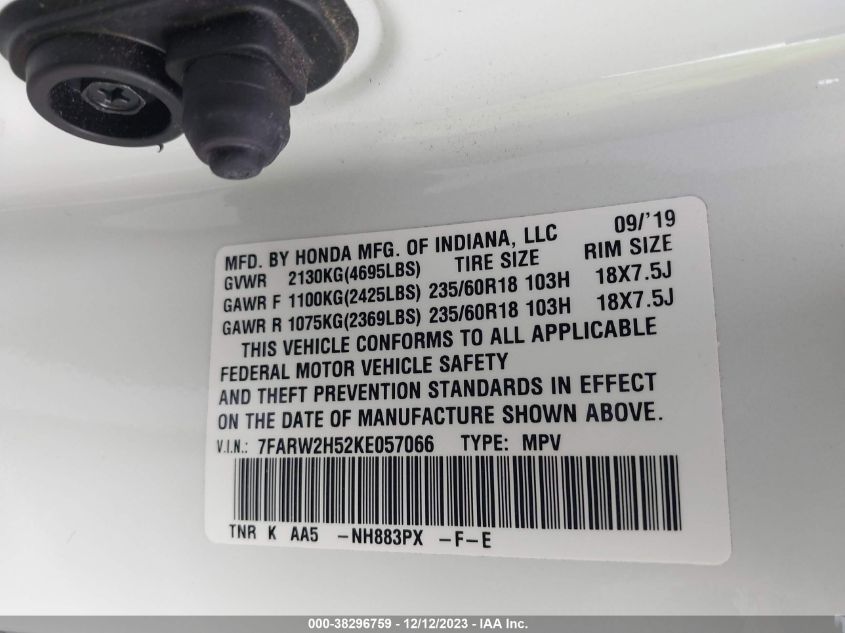 MFD. BY HONDA MFG. OF INDIANA, LLC 09/'19
GVWR 2130KG(4695LBS) TIRE SIZE RIM SIZE
GAWR F 1100KG(2425LBS) 235/60R18 103H 18X7.5J
GAWR R 1075KG(2369LBS) 235/60R18 103H 18X7.5J
THIS VEHICLE CONFORMS TO ALL APPLICABLE
FEDERAL MOTOR VEHICLE SAFETY
AND THEFT PREVENTION STANDARDS IN EFFECT
ON THE DATE OF MANUFACTURE SHOWN ABOVE.
V.I.N.: 7FARW2H52KE057066 TYPE: MPV
TNR K AA5 -NH883PX -F-E
000-38296759 - 12/12/2023 - IAA Inc.